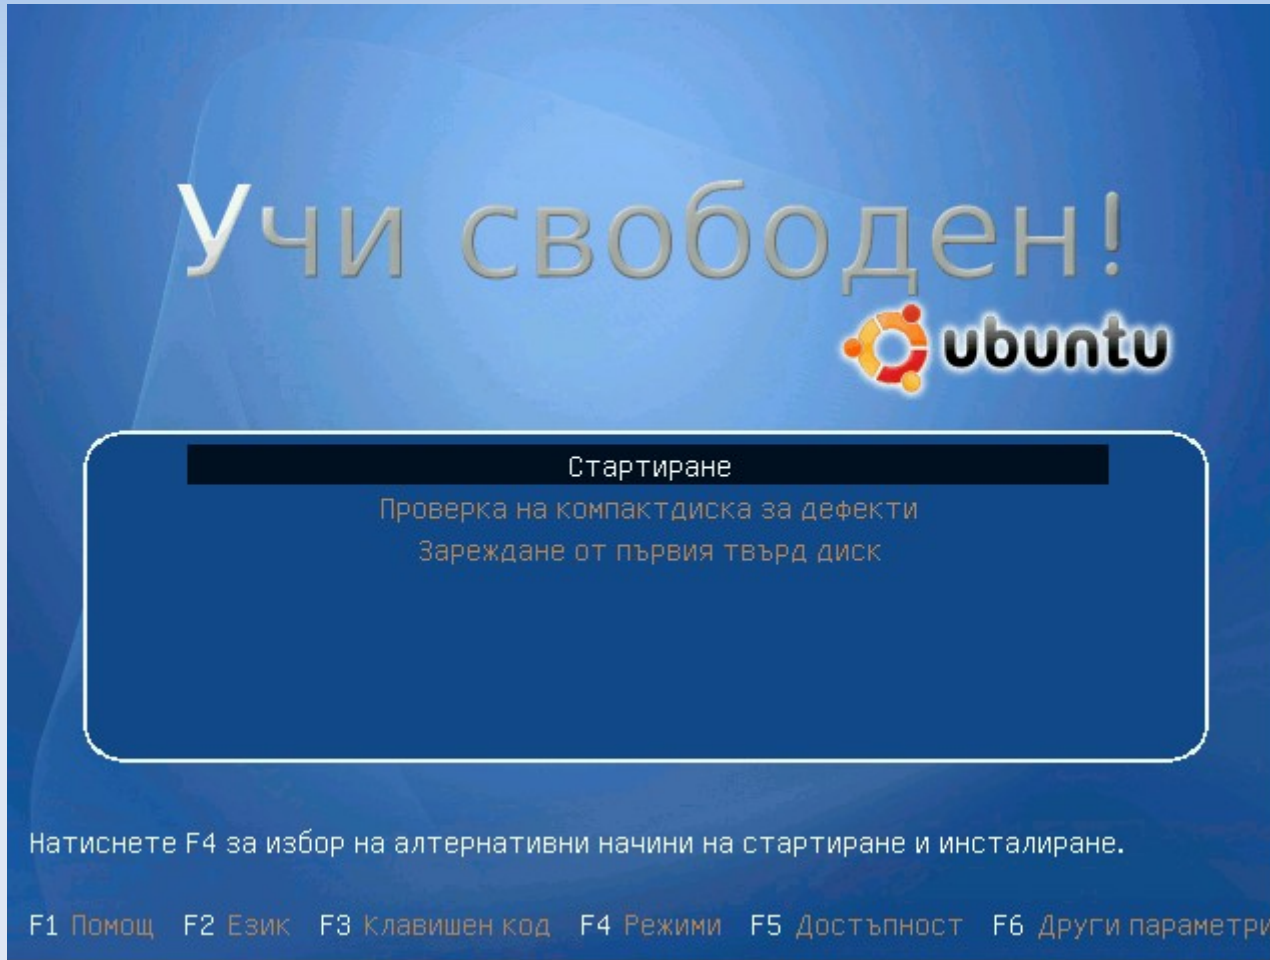 Учи свободен!
ubuntu
Стартиране
Проверка на компактдиска за дефекти
Зареждане от първия твърд диск
Натиснете F4 за избор на алтернативни начини на стартиране и инсталиране.
F1 Помощ F2 Език F3 Клавишен код F4 Режими F5 Достъпност F6 Други параметри